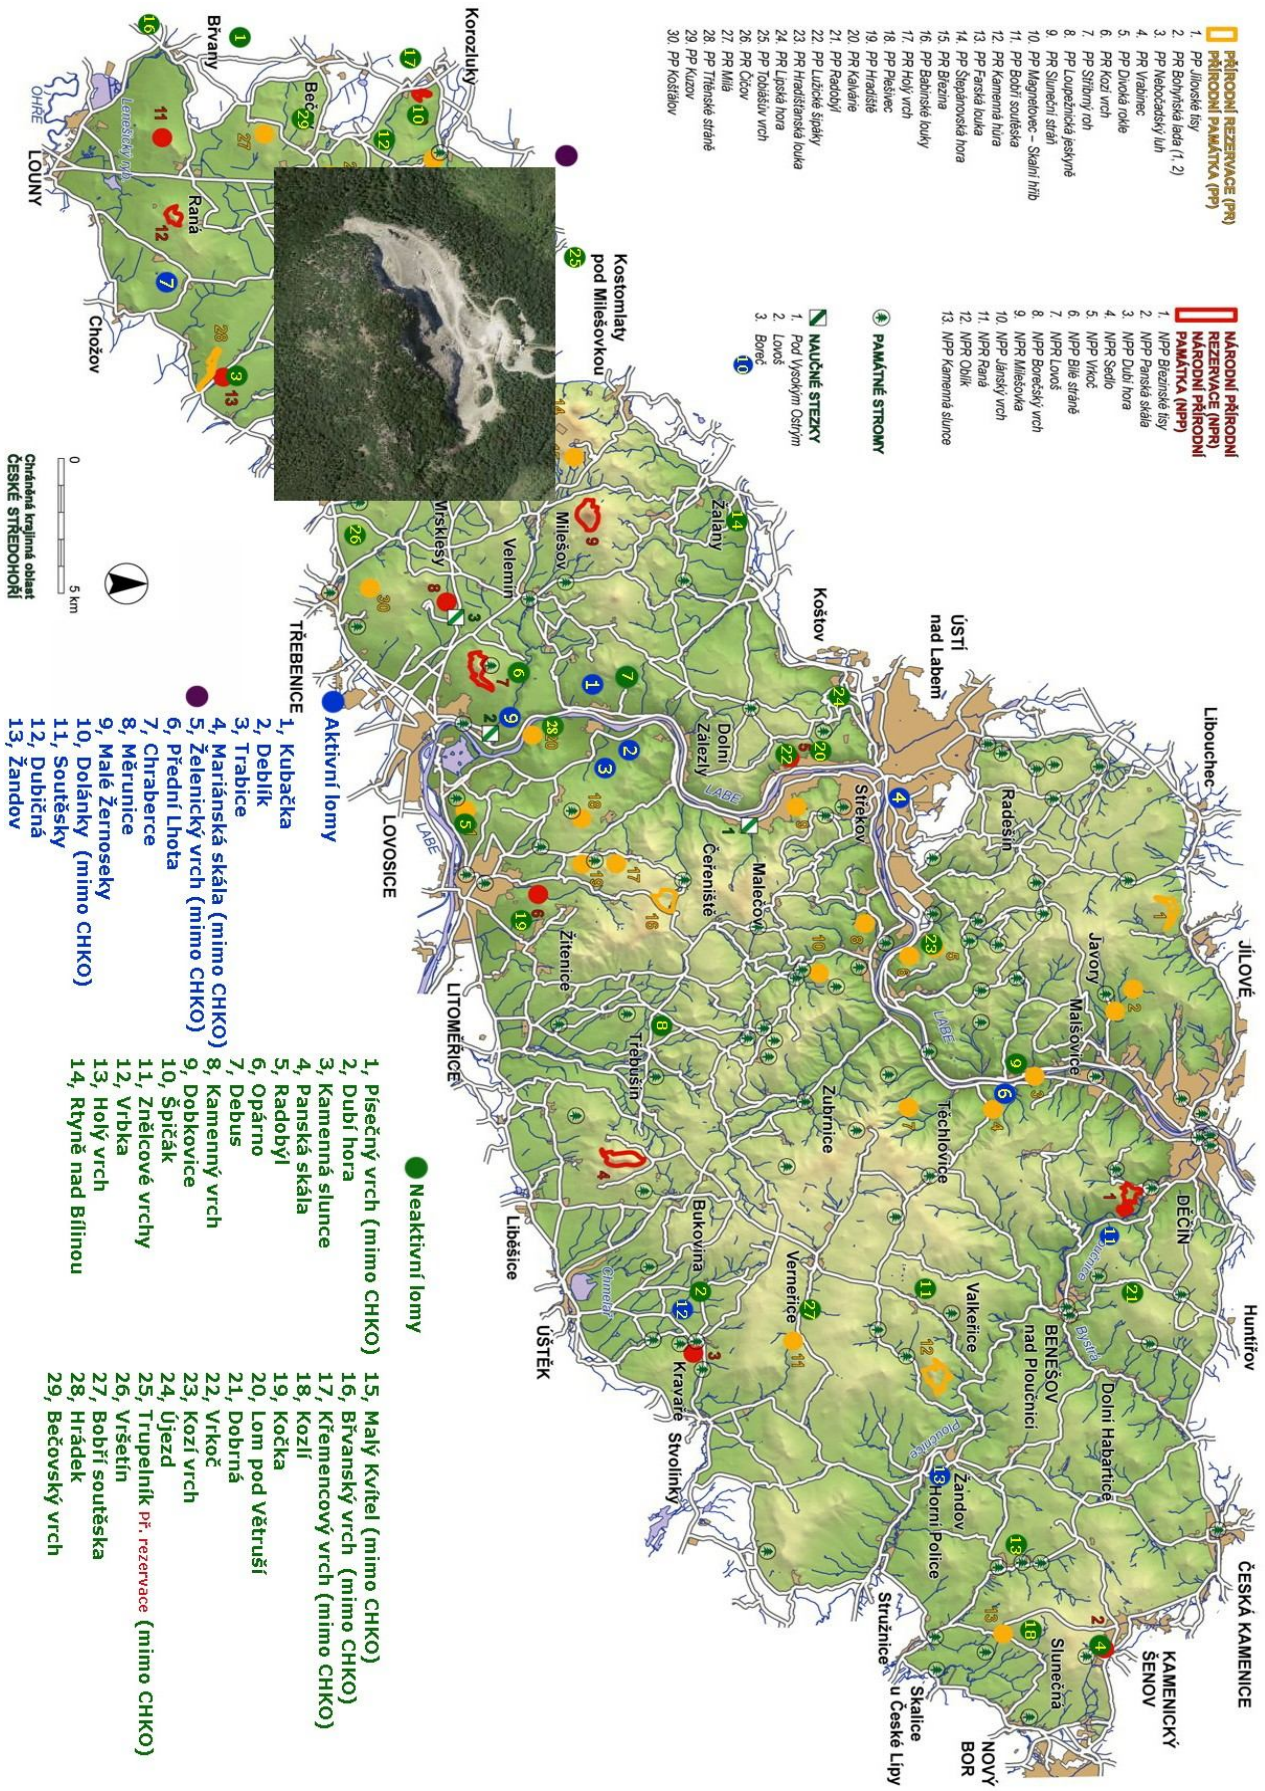 PŘÍRODNÍ REZERVACE (PR)
PŘÍRODNÍ PAMÁTKA (PP)
1. PP Jílovské tisy
2. PR Bohyňská lada (1, 2)
3. PP Nebočadský luh
4. PR Vrabinec
5. PP Divoká rokle
6. PR Kozí vrch
7. PP Stříbrný roh
8. PP Loupežnická jeskyně
9. PR Sluneční stráň
10. PP Magnetovec – Skalní hřib
11. PP Bobří soutěska
12. PR Kamenná hůra
13. PP Farská louka
14. PP Štěpánovská hora
15. PR Březina
16. PP Babinské louky
17. PR Holý vrch
18. PP Plešivec
19. PP Hradiště
20. PR Kalvárie
21. PP Radobýl
22. PP Lužické šipáky
23. PR Hradišťanská louka
24. PR Lipská hora
25. PP Tobiášův vrch
26. PR Číčov
27. PR Milá
28. PP Třtěnské stráně
29. PP Kuzov
30. PP Košťálov
NÁRODNÍ PŘÍRODNÍ
REZERVACE (NPR)
NÁRODNÍ PŘÍRODNÍ
PAMÁTKA (NPP)
1. NPP Březinské tisy
2. NPP Panská skála
3. NPP Dubí hora
4. NPR Sedlo
5. NPP Vrkoč
6. NPP Bílé stráně
7. NPR Lovoš
8. NPP Borečský vrch
9. NPR Milešovka
10. NPP Jánský vrch
11. NPR Raná
12. NPR Oblík
13. NPP Kamenná slunce
PAMÁTNÉ STROMY
NAUČNÉ STEZKY
1. Pod Vysokým Ostrým
2. Lovoš
3. Boreč
10
Libouchec
JÍLOVÉ
Huntířov
ČESKÁ KAMENICE
KAMENICKÝ
ŠENOV
NOVÝ
BOR
Skalice
u České Lípy
Stružnice
Slunečná
Dolní Habartice
Žandov
Horní Police
DĚČÍN
BENEŠOV
nad Ploučnicí
Bystrá
Ploučnice
Valkeřice
Verneřice
Kravaře
Stvolínky
Bukovina
ÚŠTĚK
Chmelař
Liběšice
Javory
Malšovice
Těchlovice
Zubrnice
Třebušín
LABE
Radešín
ÚSTÍ
nad Labem
Střekov
Malečov
Čeřeniště
Žitenice
LITOMĚŘICE
Koštov
Dolní
Zálezly
LABE
LOVOSICE
LABE
Žalany
Milešov
Velemín
Mrsklesy
TŘEBENICE
Kostomlaty
pod Milešovkou
Korozluky
Bečov
Břvany
Raná
OHŘE
LOUNY
Chožov
0
5 km
Chráněná krajinná oblast
ČESKÉ STŘEDOHOŘÍ
Aktivní lomy
1, Kubačka
2, Deblík
3, Trabice
4, Mariánská skála (mimo CHKO)
5, Želenický vrch (mimo CHKO)
6, Přední Lhota
7, Chraberce
8, Měrunice
9, Malé Žernoseky
10, Dolánky (mimo CHKO)
11, Soutěsky
12, Dubičná
13, Žandov
Neaktivní lomy
1, Písečný vrch (mimo CHKO)
2, Dubí hora
3, Kamenná slunce
4, Panská skála
5, Radobýl
6, Opárno
7, Debus
8, Kamenný vrch
9, Dobkovice
10, Špičák
11, Znělcové vrchy
12, Vrbka
13, Holý vrch
14, Rtyně nad Bílinou
15, Malý Kvítel (mimo CHKO)
16, Břvanský vrch (mimo CHKO)
17, Křemencový vrch (mimo CHKO)
18, Kozlí
19, Kočka
20, Lom pod Větruší
21, Dobrná
22, Vrkoč
23, Kozí vrch
24, Újezd
25, Trupelník př. rezervace (mimo CHKO)
26, Vršetín
27, Bobří soutěska
28, Hrádek
29, Bečovský vrch